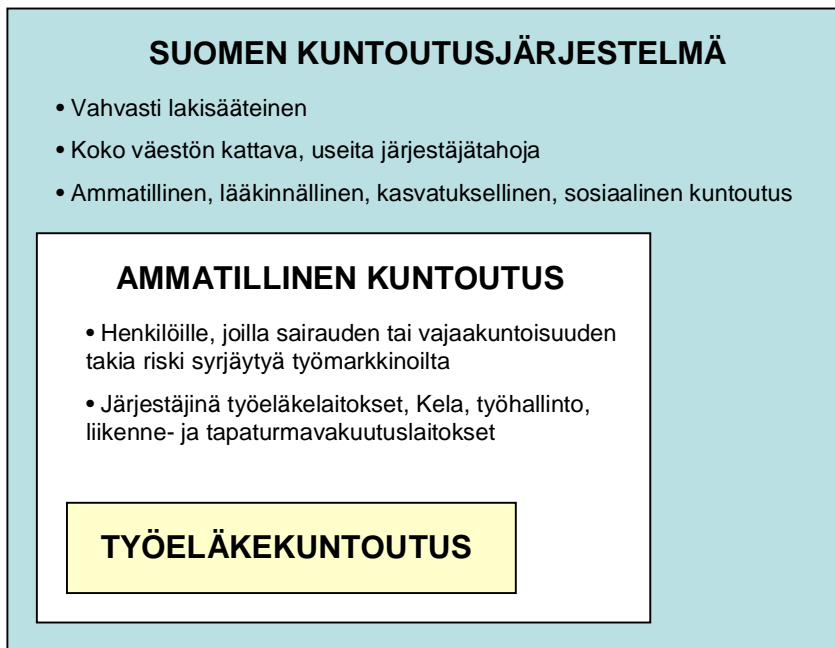 SUOMEN KUNTOUTUSJÄRJESTELMÄ
• Vahvasti lakisääteinen
• Koko väestön kattava, useita järjestäjätahoja
• Ammatillinen, lääkinnällinen, kasvatuksellinen, sosiaalinen kuntoutus
AMMATILLINEN KUNTOUTUS
• Henkilöille, joilla sairauden tai vajaakuntoisuuden
takia riski syrjäytyä työmarkkinoilta
• Järjestäjinä työeläkelaitokset, Kela, työhallinto,
liikenne- ja tapaturmavakuutuslaitokset
TYÖELÄKEKUNTOUTUS